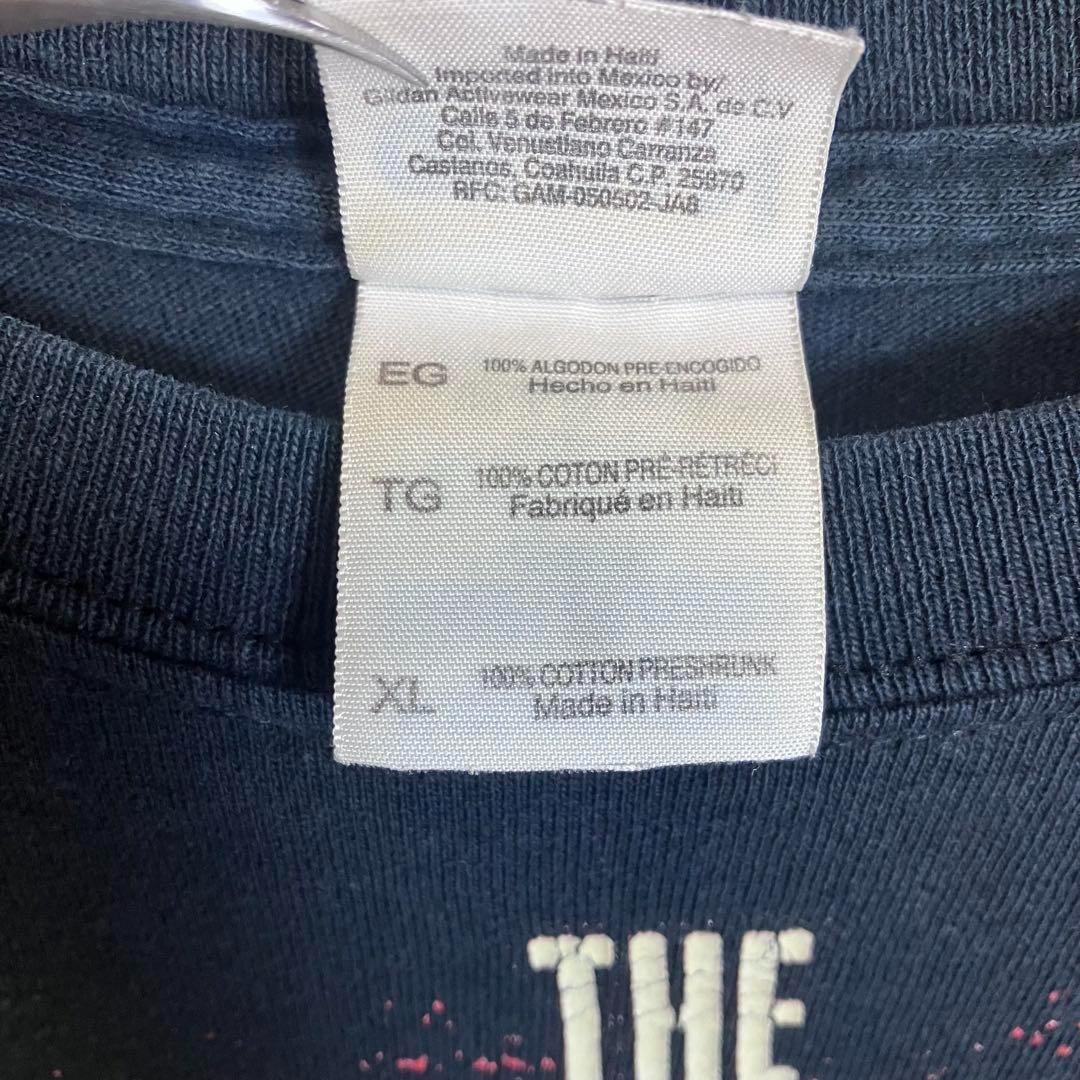 Made in Haiti
Imported into Mexico by/
Gildan Activewear Mexico S.A. de C.V
Calle 5 de Febrero #147
Col. Venustiano Carranza
Castanos, Coahuila C.P. 25870
RFC: GAM-050502-JA8
EG 100% ALGODON PRE-ENCOGIDO
Hecho en Haiti
TG 100% COTON PRÉ-RÉTRÉCI
Fabriqué en Haïti
XL 100% COTTON PRESHRUNK
Made in Haiti
THE